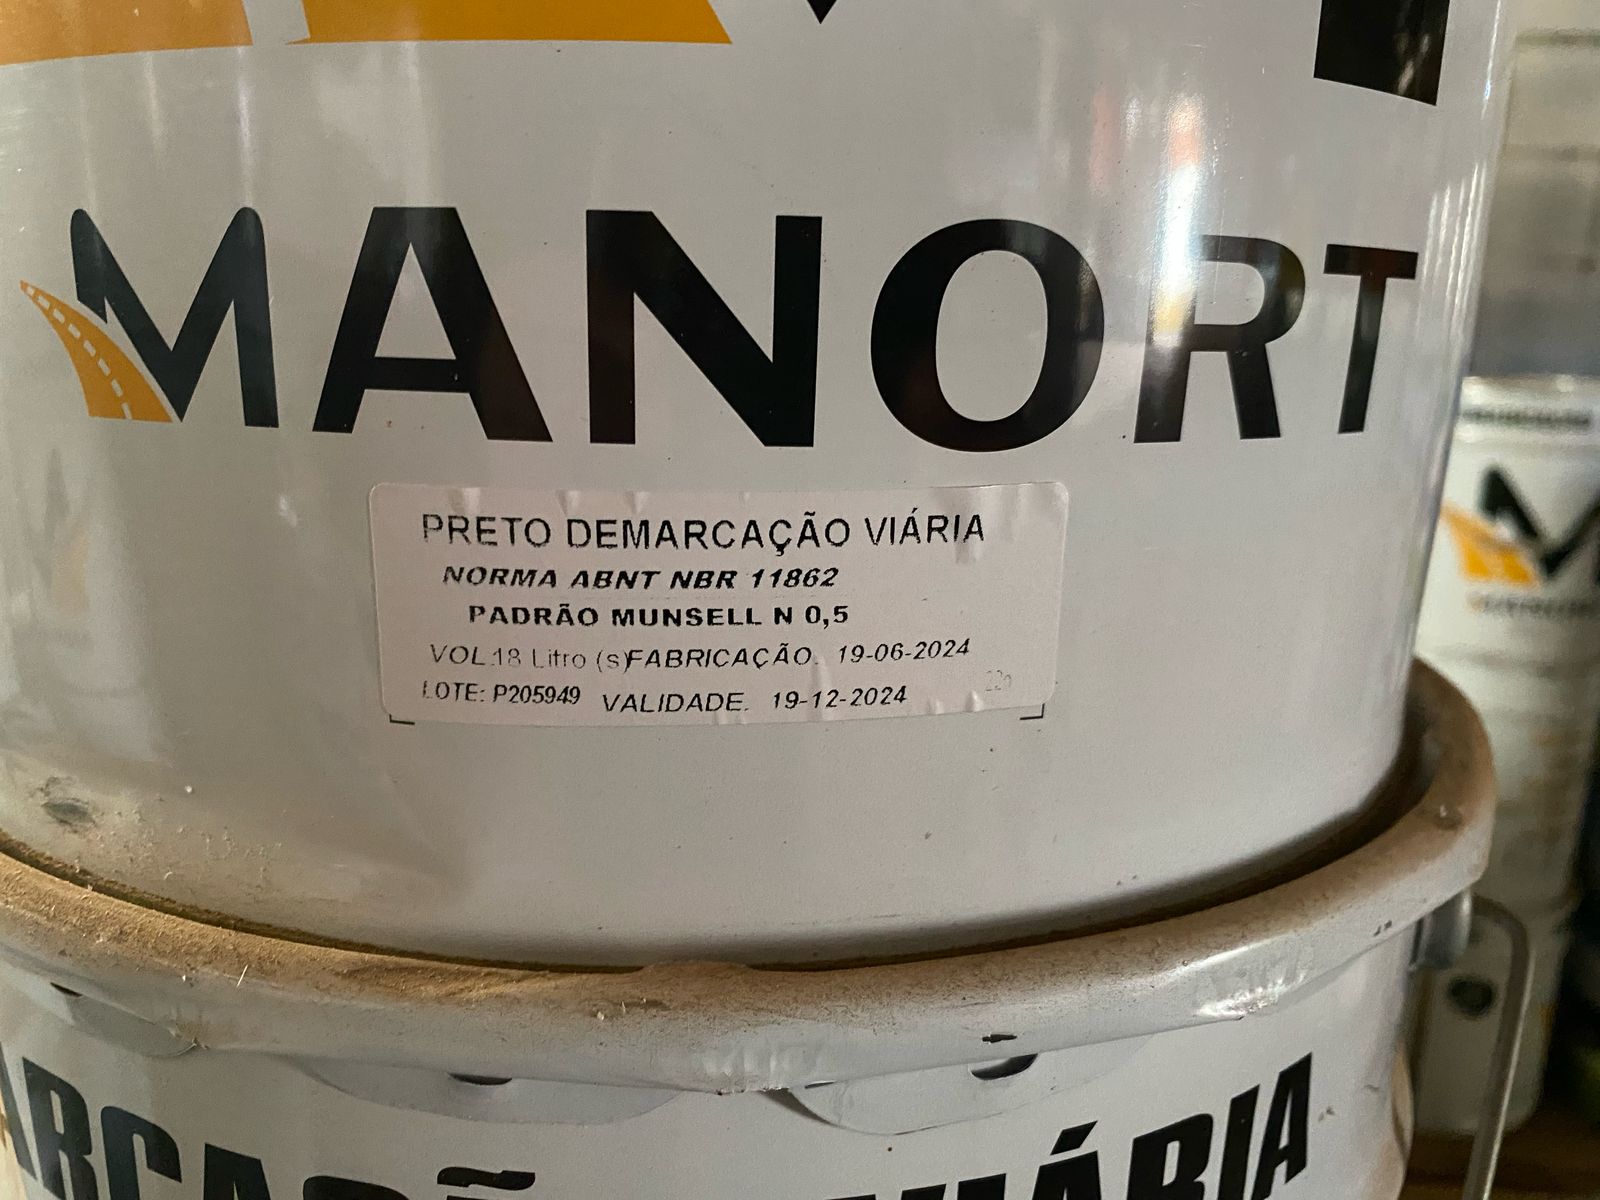 MANORT
PRETO DEMARCAÇÃO VIÁRIA
NORMA ABNT NBR 11862
PADRÃO MUNSELL N 0,5
VOL.18 Litro (s)FABRICAÇÃO. 19-06-2024
LOTE: P205949 VALIDADE. 19-12-2024
VIÁRIA